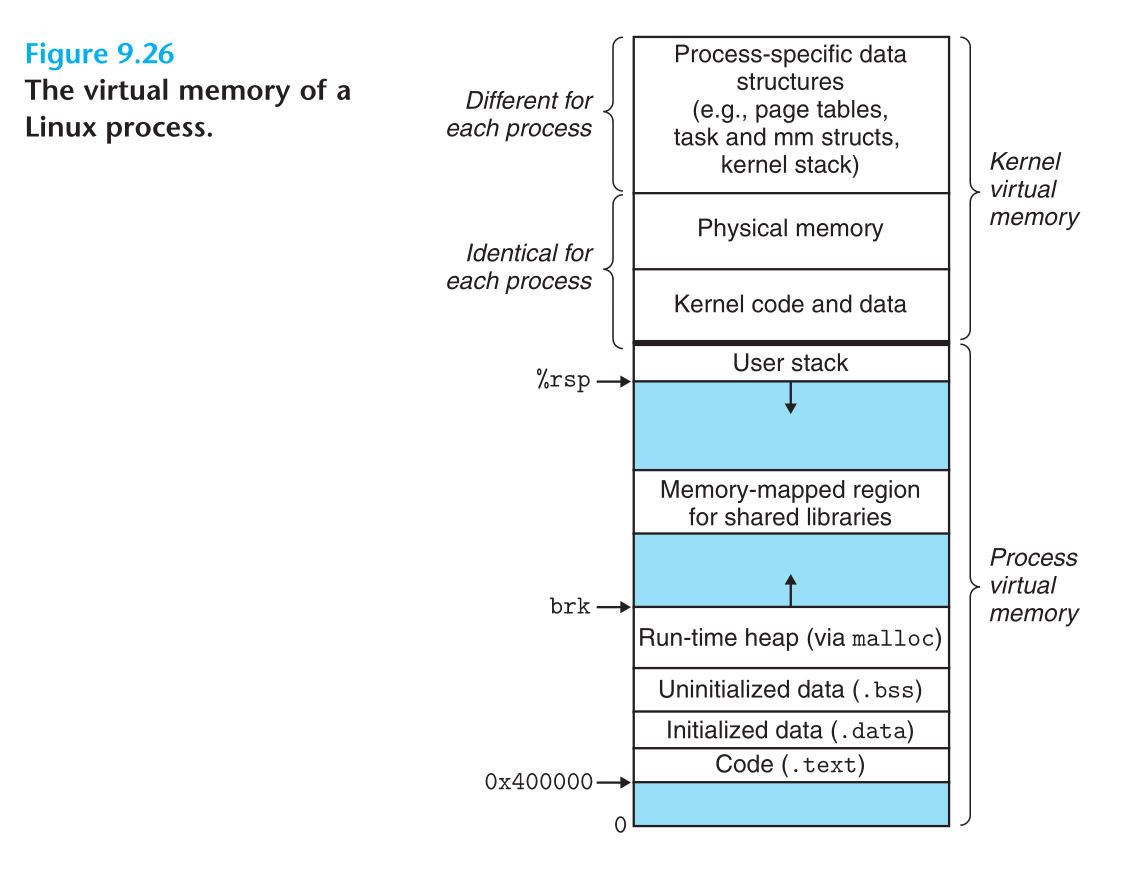 Figure 9.26
The virtual memory of a
Linux process.
Different for
each process
Process-specific data
structures
(e.g., page tables,
task and mm structs,
kernel stack)
Kernel
virtual
memory
Identical for
each process
Physical memory
Kernel code and data
User stack
%rsp
Memory-mapped region
for shared libraries
Process
virtual
memory
brk
Run-time heap (via malloc)
Uninitialized data (.bss)
Initialized data (.data)
Code (.text)
0x400000
0